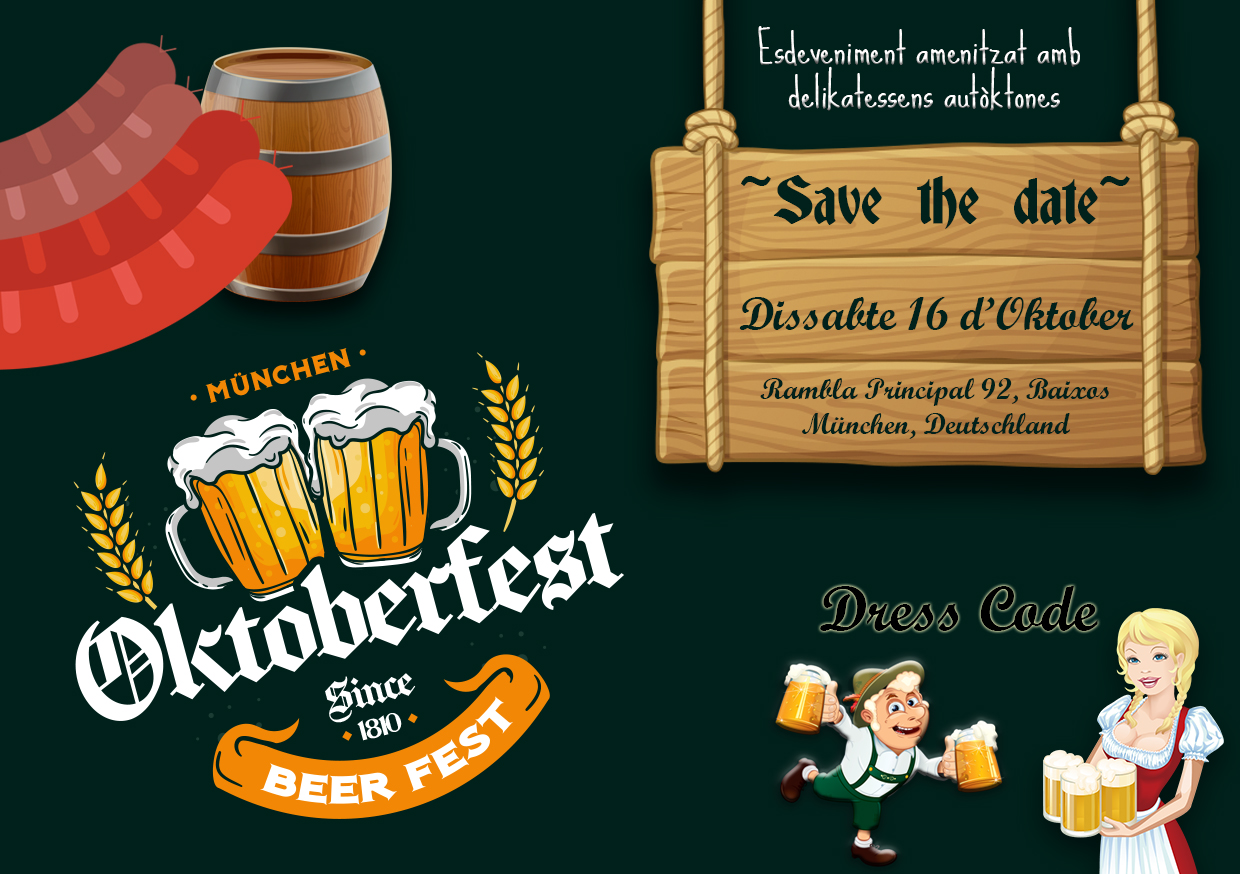 Esdeveniment amenitzat amb
delikatessens autòktones
~Save the date~
Dissabte 16 d'Oktober
Rambla Principal 92, Baixos
München, Deutschland
· MÜNCHEN ·
Oktoberfest
Since
1810
BEER FEST
Dress Code